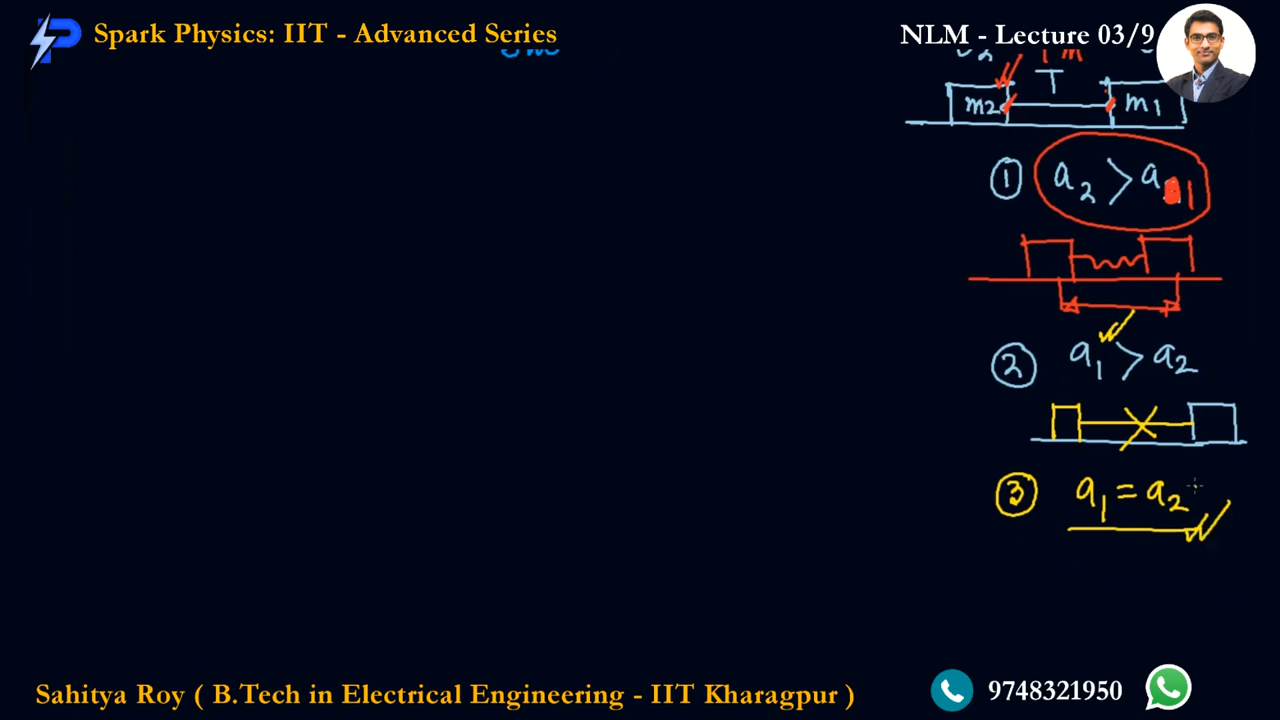 Spark Physics: IIT - Advanced Series
NLM - Lecture 03/9
T
m2 m1
① a2 > a1
② a1 > a2
③ a1 = a2
Sahitya Roy ( B.Tech in Electrical Engineering - IIT Kharagpur )
9748321950